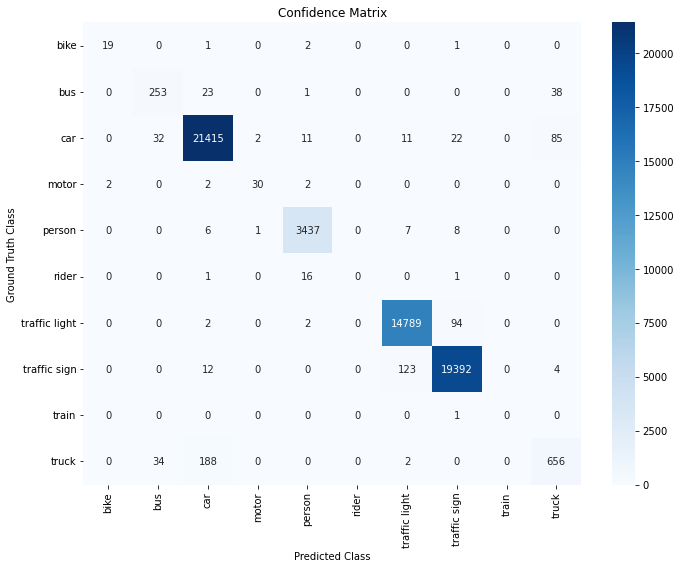 Confidence Matrix
bike 19 0 1 0 2 0 0 1 0 0
bus 0 253 23 0 1 0 0 0 0 38
car 0 32 21415 2 11 0 11 22 0 85
motor 2 0 2 30 2 0 0 0 0 0
person 0 0 6 1 3437 0 7 8 0 0
rider 0 0 1 0 16 0 0 1 0 0
traffic light 0 0 2 0 2 0 14789 94 0 0
traffic sign 0 0 12 0 0 0 123 19392 0 4
train 0 0 0 0 0 0 0 1 0 0
truck 0 34 188 0 0 0 2 0 0 656
bike bus car motor person rider traffic light traffic sign train truck
Predicted Class
Ground Truth Class
20000
17500
15000
12500
10000
7500
5000
2500
0